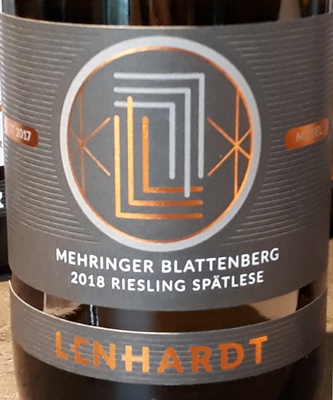 2017
MEHRINGER BLATTENBERG
2018 RIESLING SPÄTLESE
LENHARDT